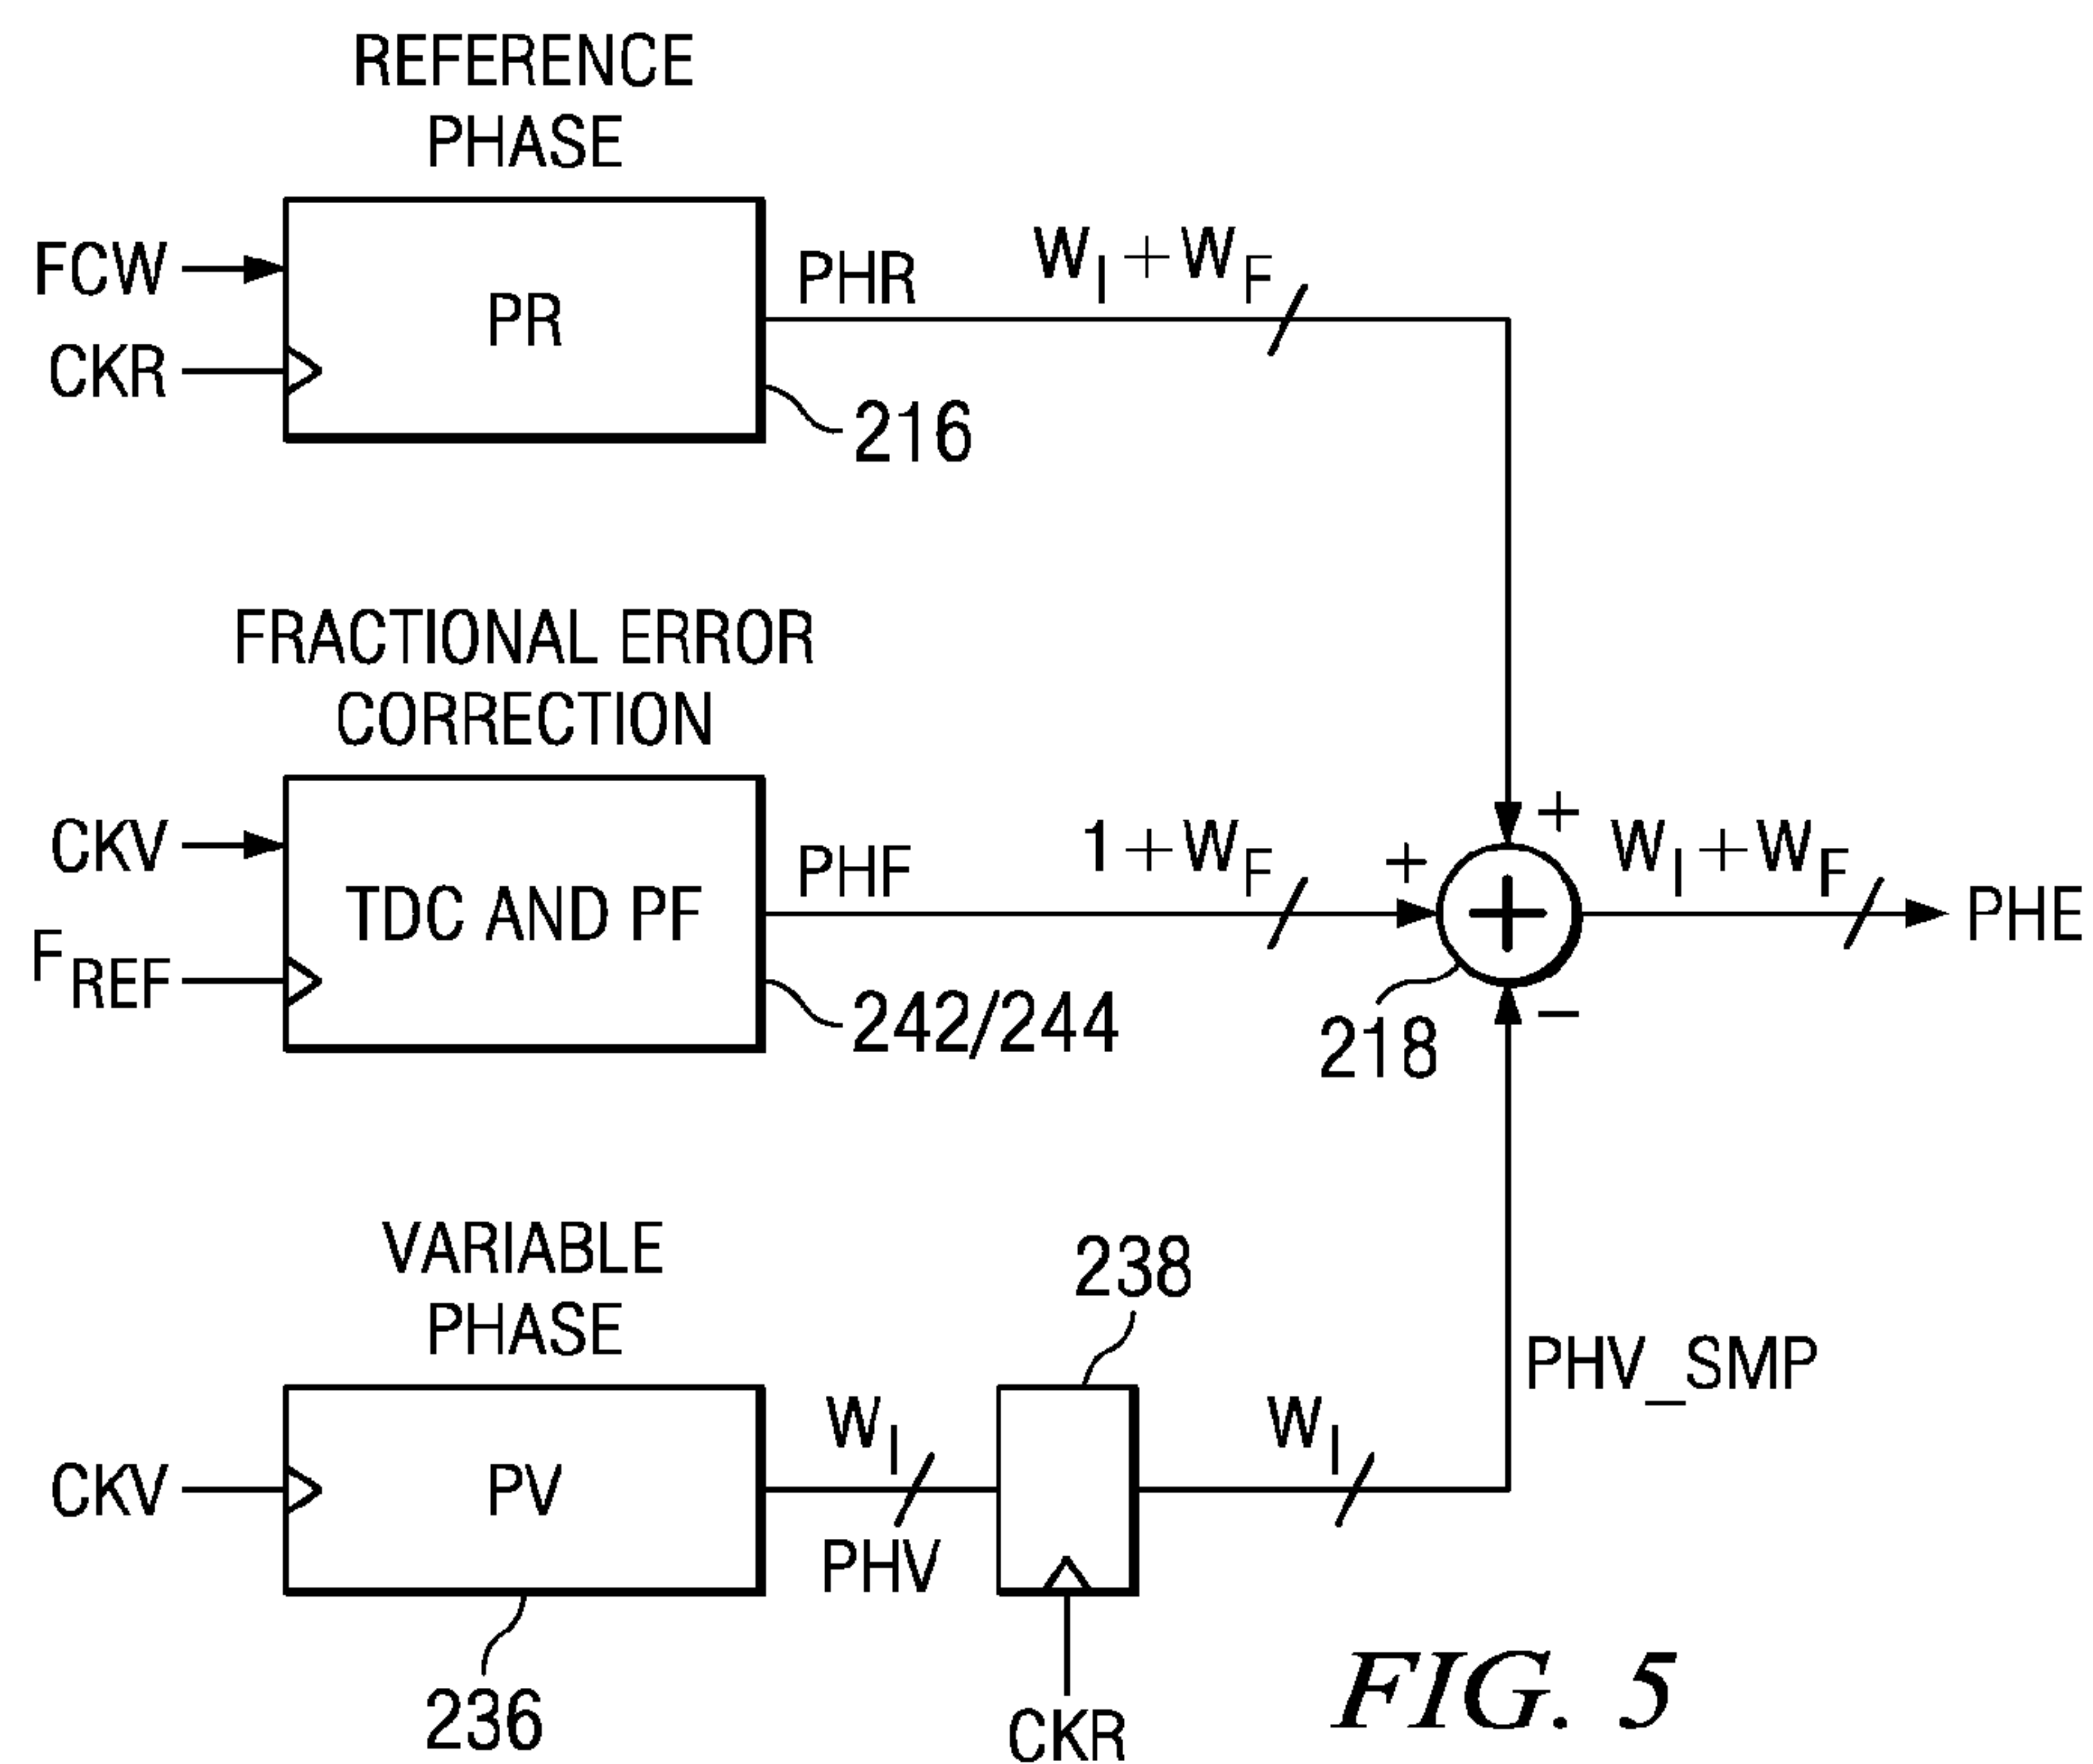 REFERENCE
PHASE
FCW
CKR
PR
PHR
W_I + W_F
216
FRACTIONAL ERROR
CORRECTION
CKV
F_REF
TDC AND PF
PHF
1 + W_F
242/244
+
+
−
+
218
W_I + W_F
PHE
VARIABLE
PHASE
CKV
PV
236
W_I
PHV
238
CKR
W_I
PHV_SMP
FIG. 5